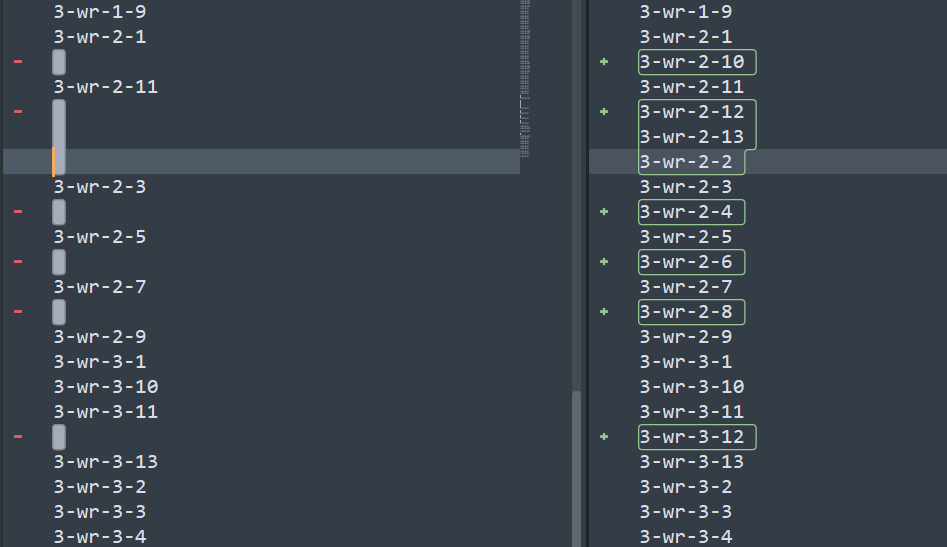 3-wr-1-9
3-wr-2-1
-
3-wr-2-11
-
3-wr-2-3
-
3-wr-2-5
-
3-wr-2-7
-
3-wr-2-9
3-wr-3-1
3-wr-3-10
3-wr-3-11
-
3-wr-3-13
3-wr-3-2
3-wr-3-3
3-wr-3-4
3-wr-1-9
3-wr-2-1
+ 3-wr-2-10
3-wr-2-11
+ 3-wr-2-12
3-wr-2-13
3-wr-2-2
3-wr-2-3
+ 3-wr-2-4
3-wr-2-5
+ 3-wr-2-6
3-wr-2-7
+ 3-wr-2-8
3-wr-2-9
3-wr-3-1
3-wr-3-10
3-wr-3-11
+ 3-wr-3-12
3-wr-3-13
3-wr-3-2
3-wr-3-3
3-wr-3-4